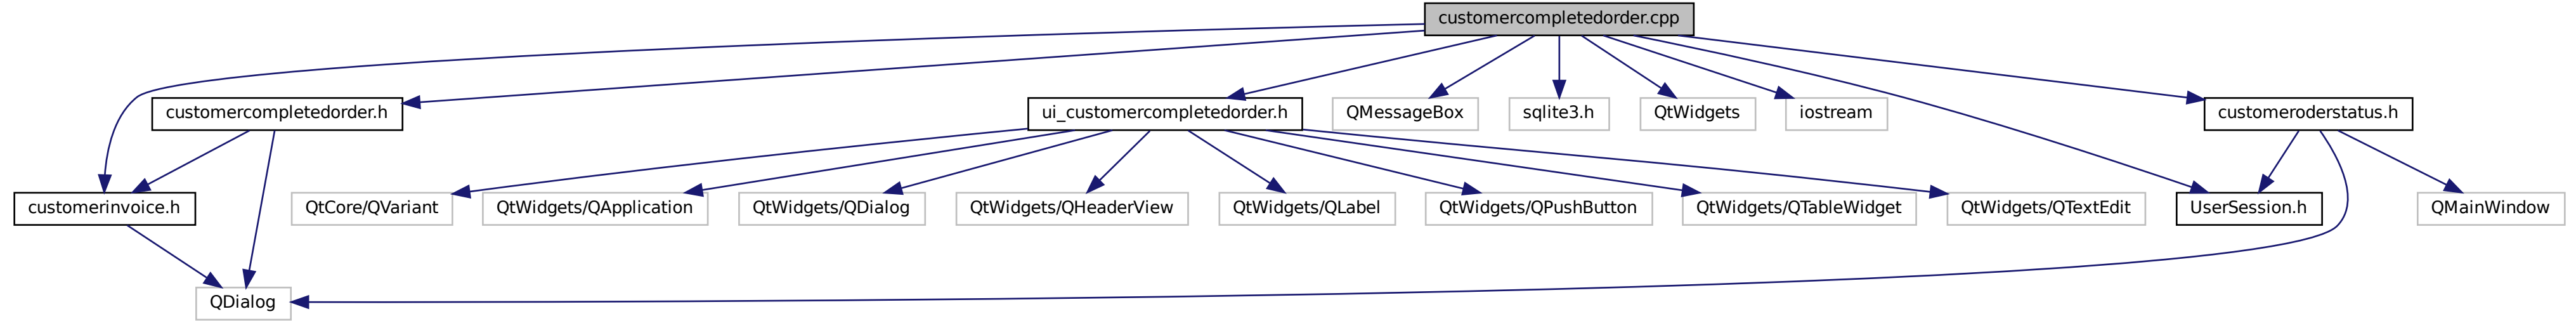 customercompletedorder.cpp
customercompletedorder.h
ui_customercompletedorder.h
QMessageBox
sqlite3.h
QtWidgets
iostream
customeroderstatus.h
customerinvoice.h
QtCore/QVariant
QtWidgets/QApplication
QtWidgets/QDialog
QtWidgets/QHeaderView
QtWidgets/QLabel
QtWidgets/QPushButton
QtWidgets/QTableWidget
QtWidgets/QTextEdit
UserSession.h
QMainWindow
QDialog